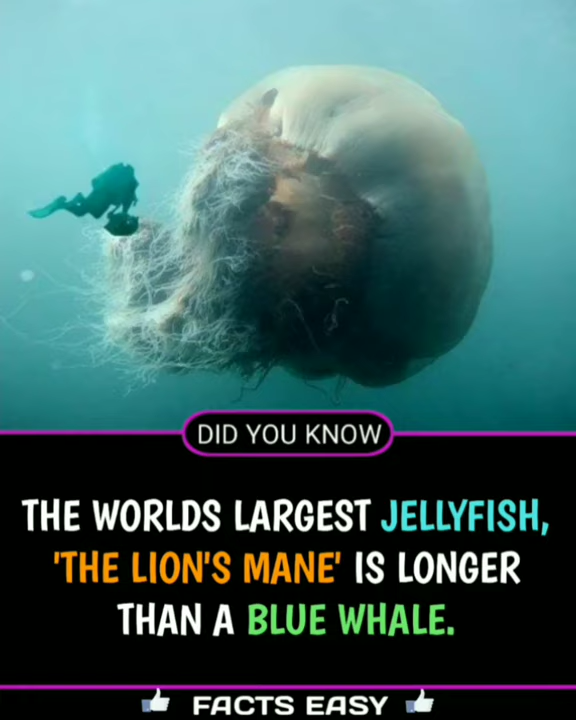 DID YOU KNOW
THE WORLDS LARGEST JELLYFISH,
'THE LION'S MANE' IS LONGER
THAN A BLUE WHALE.
FACTS EASY